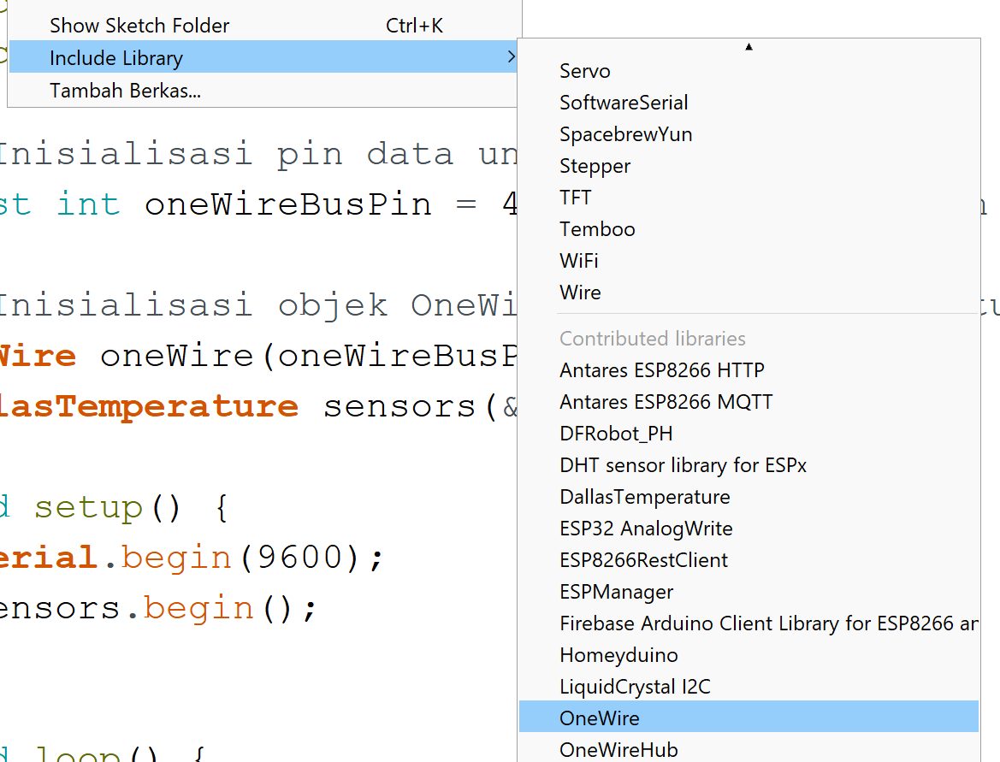 Show Sketch Folder Ctrl+K
Include Library >
Tambah Berkas...
Servo
SoftwareSerial
SpacebrewYun
Stepper
TFT
Temboo
WiFi
Wire
Contributed libraries
Antares ESP8266 HTTP
Antares ESP8266 MQTT
DFRobot_PH
DHT sensor library for ESPx
DallasTemperature
ESP32 AnalogWrite
ESP8266RestClient
ESPManager
Firebase Arduino Client Library for ESP8266 an
Homeyduino
LiquidCrystal I2C
OneWire
OneWireHub
Inisialisasi pin data un
st int oneWireBusPin = 4
Inisialisasi objek OneWi
Wire oneWire(oneWireBusP
lasTemperature sensors(&
d setup() {
erial.begin(9600);
ensors.begin();
d loop() {